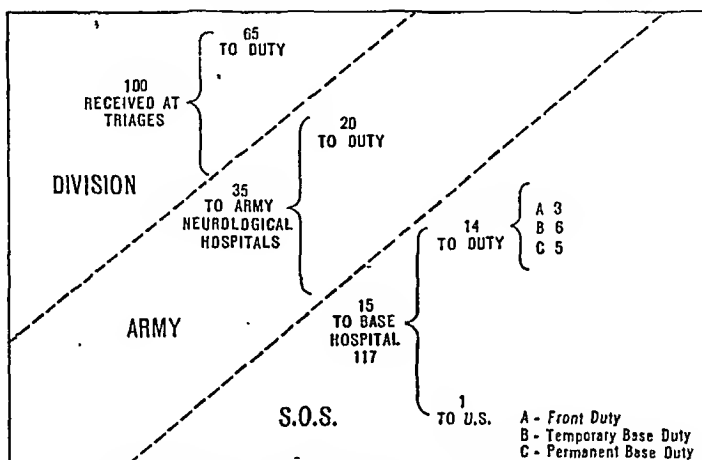 65
TO DUTY
100
RECEIVED AT
TRIAGES
DIVISION
20
TO DUTY
35
TO ARMY
NEUROLOGICAL
HOSPITALS
ARMY
14
TO DUTY
A 3
B 6
C 5
15
TO BASE
HOSPITAL
117
1
TO U.S.
S.O.S.
A - Front Duty
B - Temporary Base Duty
C - Permanent Base Duty